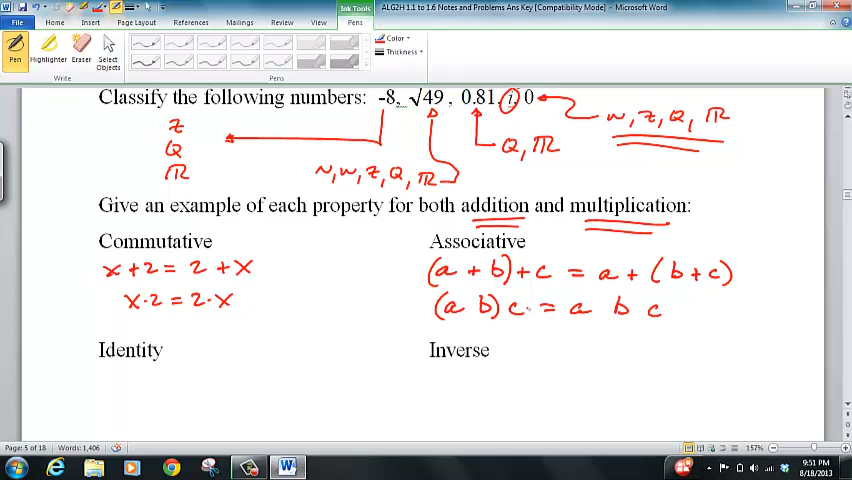 ALG2H 1.1 to 1.6 Notes and Problems Ans Key [Compatibility Mode] - Microsoft Word
Ink Tools
File Home Insert Page Layout References Mailings Review View Pens
Pen Highlighter Eraser Select Objects
Color
Thickness
Write Pens
Classify the following numbers: -8, √49 , 0.81, i, 0
W, Z, Q, ℝ
Z
Q
ℝ
Q, ℝ
N, W, Z, Q, ℝ
Give an example of each property for both addition and multiplication:
Commutative Associative
x + 2 = 2 + x (a + b) + c = a + (b + c)
x · 2 = 2 · x (a b) c = a b c
Identity Inverse
Page: 5 of 18 Words: 1,406 157%
9:51 PM
8/18/2013